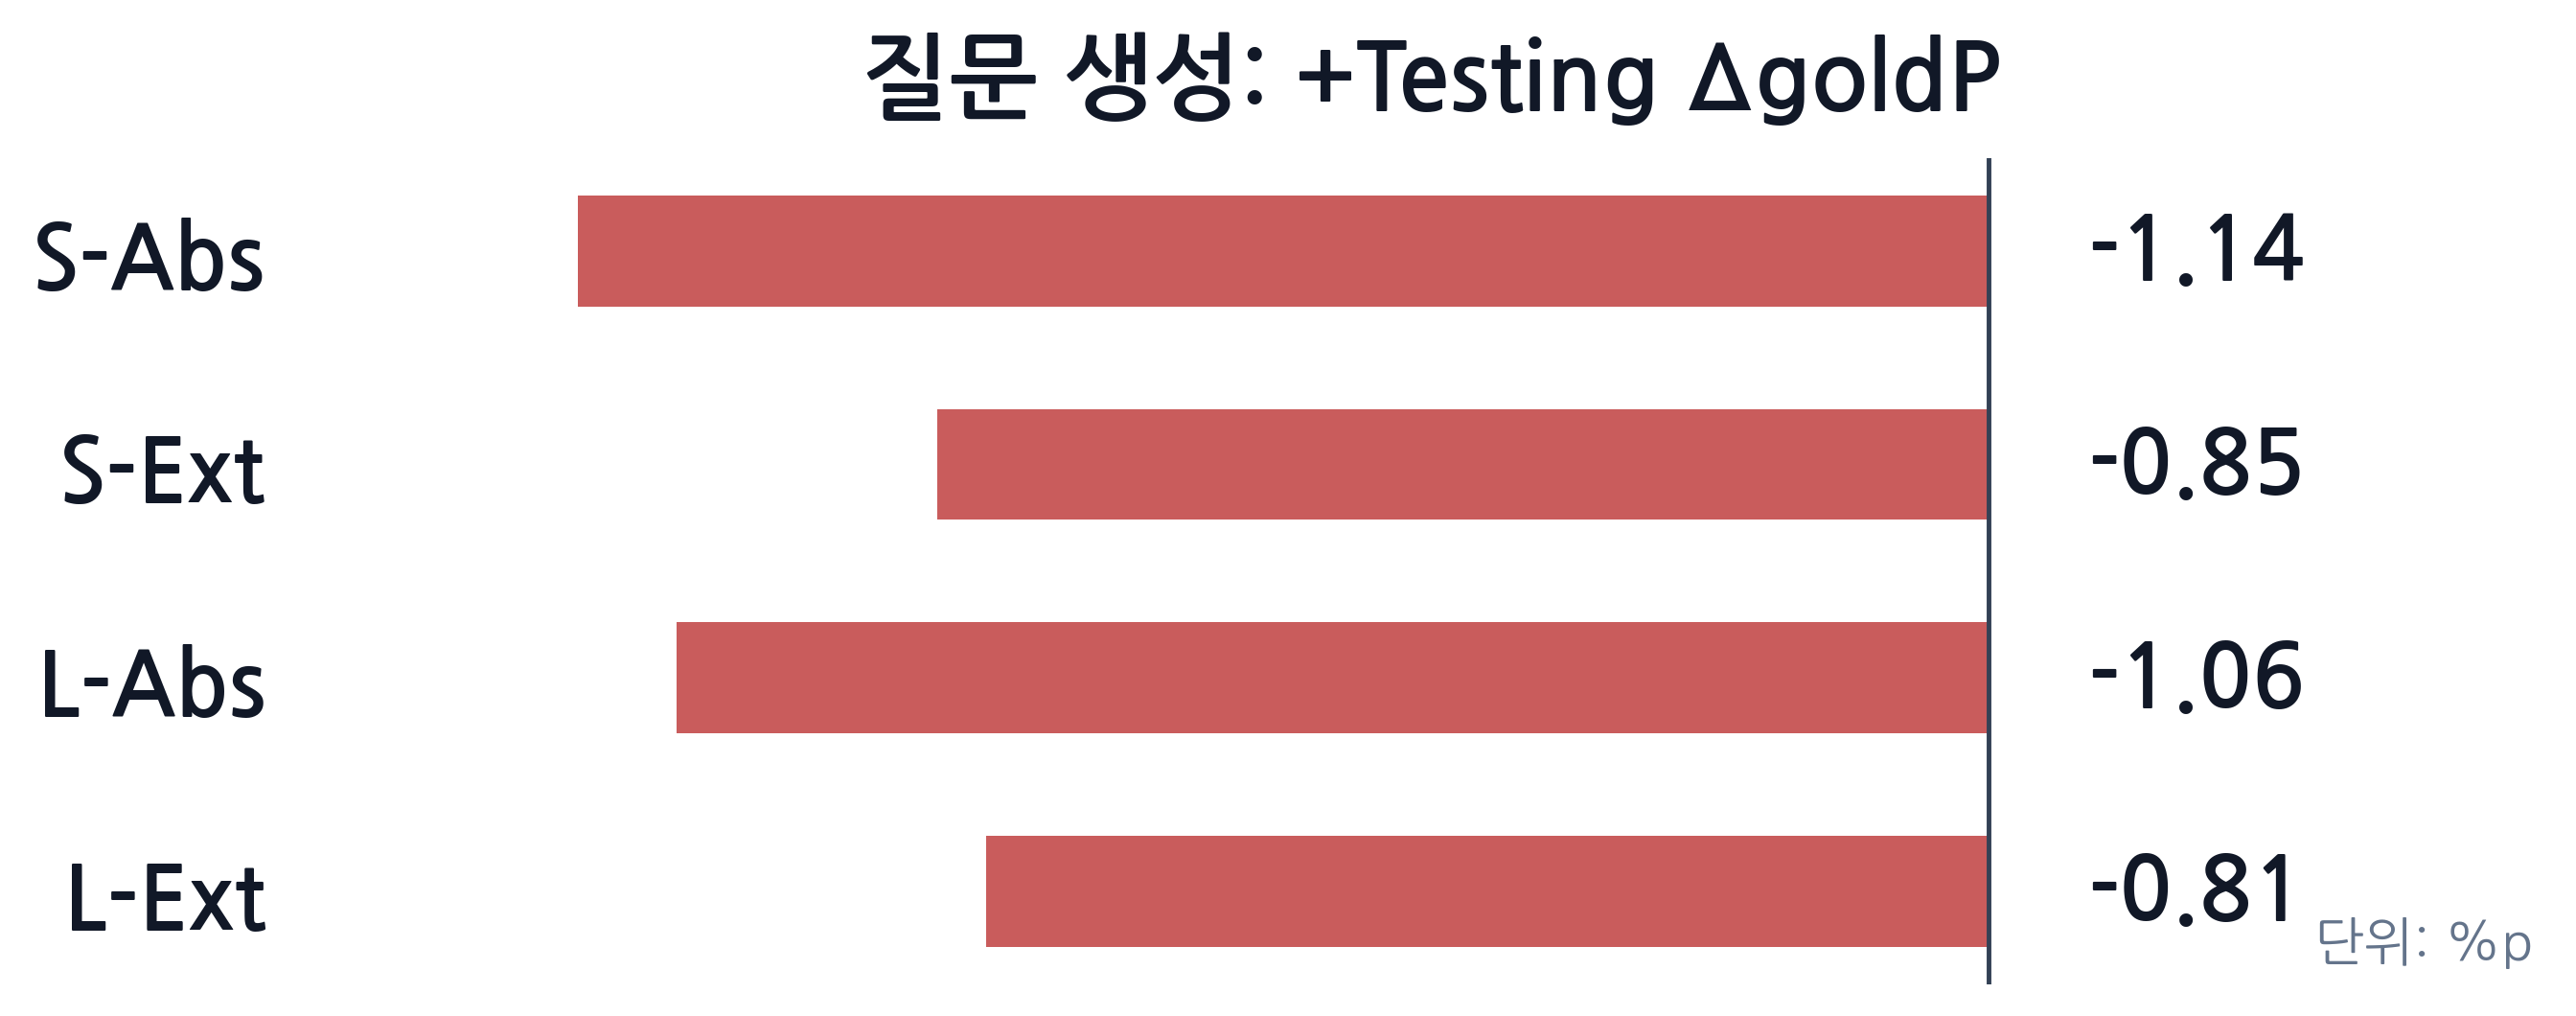 질문 생성: +Testing ΔgoldP
S-Abs -1.14
S-Ext -0.85
L-Abs -1.06
L-Ext -0.81
단위: %p